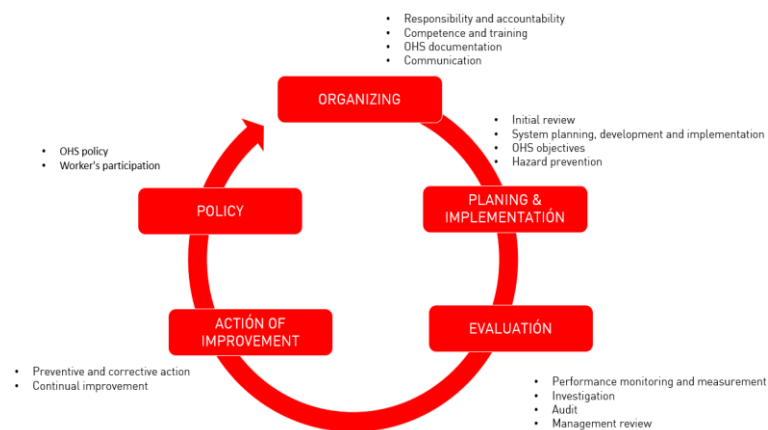 • Responsibility and accountability
• Competence and training
• OHS documentation
• Communication
ORGANIZING
• Initial review
• System planning, development and implementation
• OHS objectives
• Hazard prevention
PLANING &
IMPLEMENTATIÓN
EVALUATIÓN
• Performance monitoring and measurement
• Investigation
• Audit
• Management review
ACTIÓN OF
IMPROVEMENT
• Preventive and corrective action
• Continual improvement
POLICY
• OHS policy
• Worker's participation